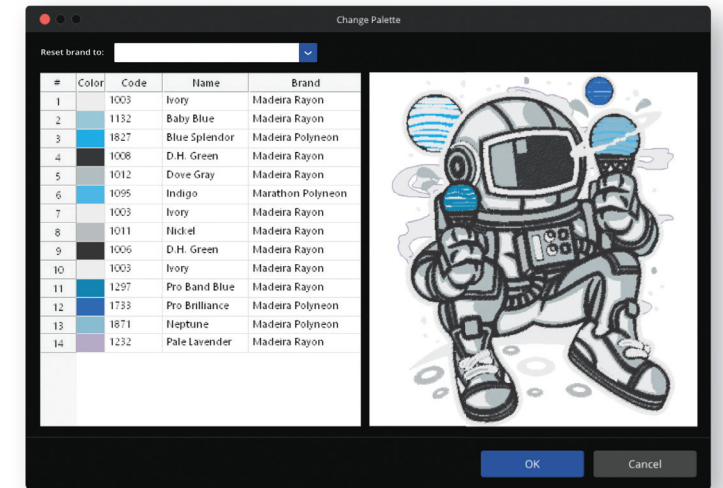 Change Palette
Reset brand to:
# Color Code Name Brand
1 1003 Ivory Madeira Rayon
2 1132 Baby Blue Madeira Rayon
3 1827 Blue Splendor Madeira Polyneon
4 1008 D.H. Green Madeira Rayon
5 1012 Dove Gray Madeira Rayon
6 1095 Indigo Marathon Polyneon
7 1003 Ivory Madeira Rayon
8 1011 Nickel Madeira Rayon
9 1006 D.H. Green Madeira Rayon
10 1003 Ivory Madeira Rayon
11 1297 Pro Band Blue Madeira Rayon
12 1733 Pro Brilliance Madeira Polyneon
13 1871 Neptune Madeira Polyneon
14 1232 Pale Lavender Madeira Rayon
OK Cancel